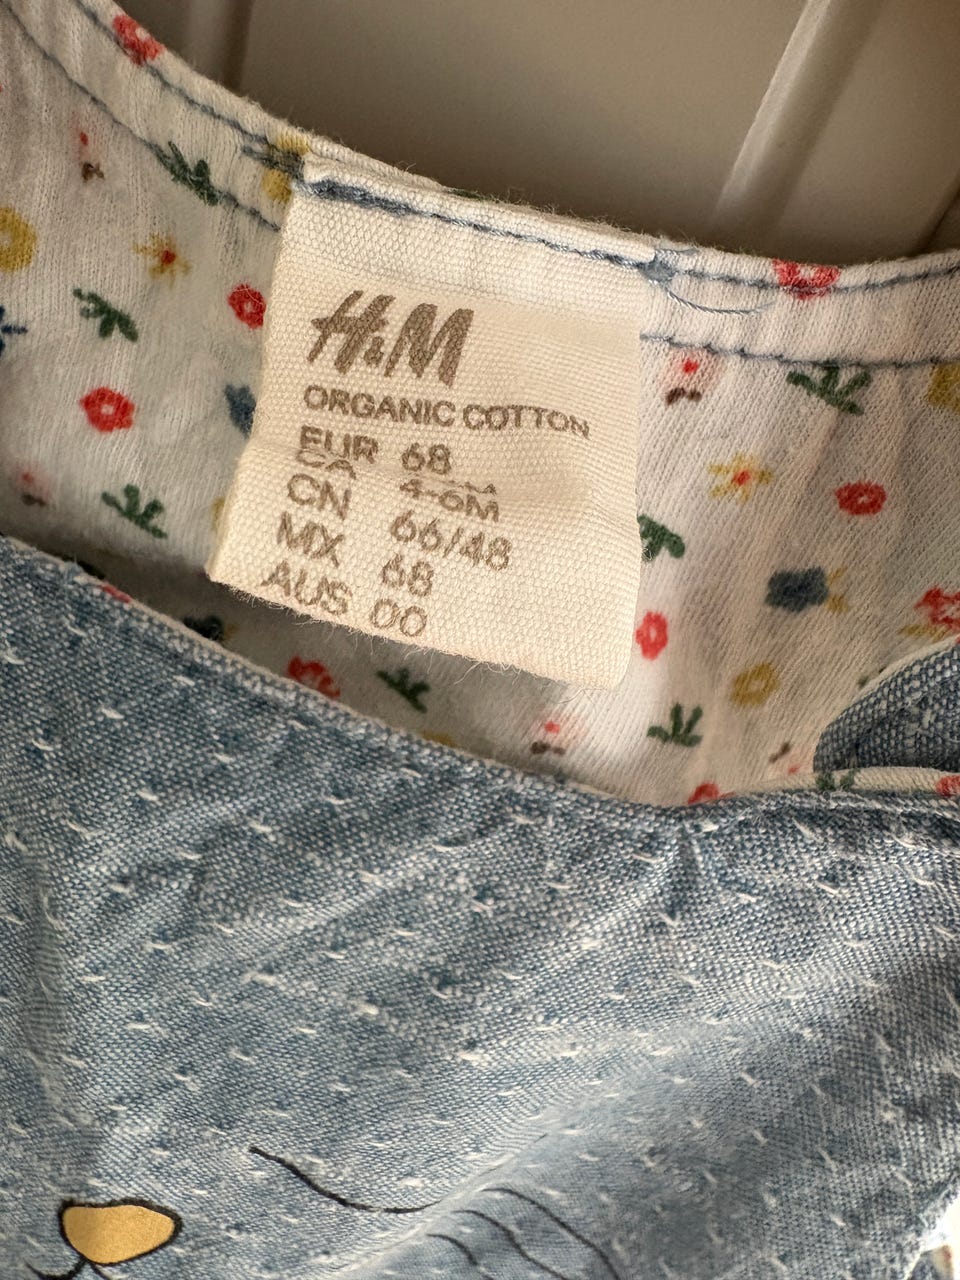 H&M
ORGANIC COTTON
EUR 68
CA 4-6M
CN 66/48
MX 68
AUS 00